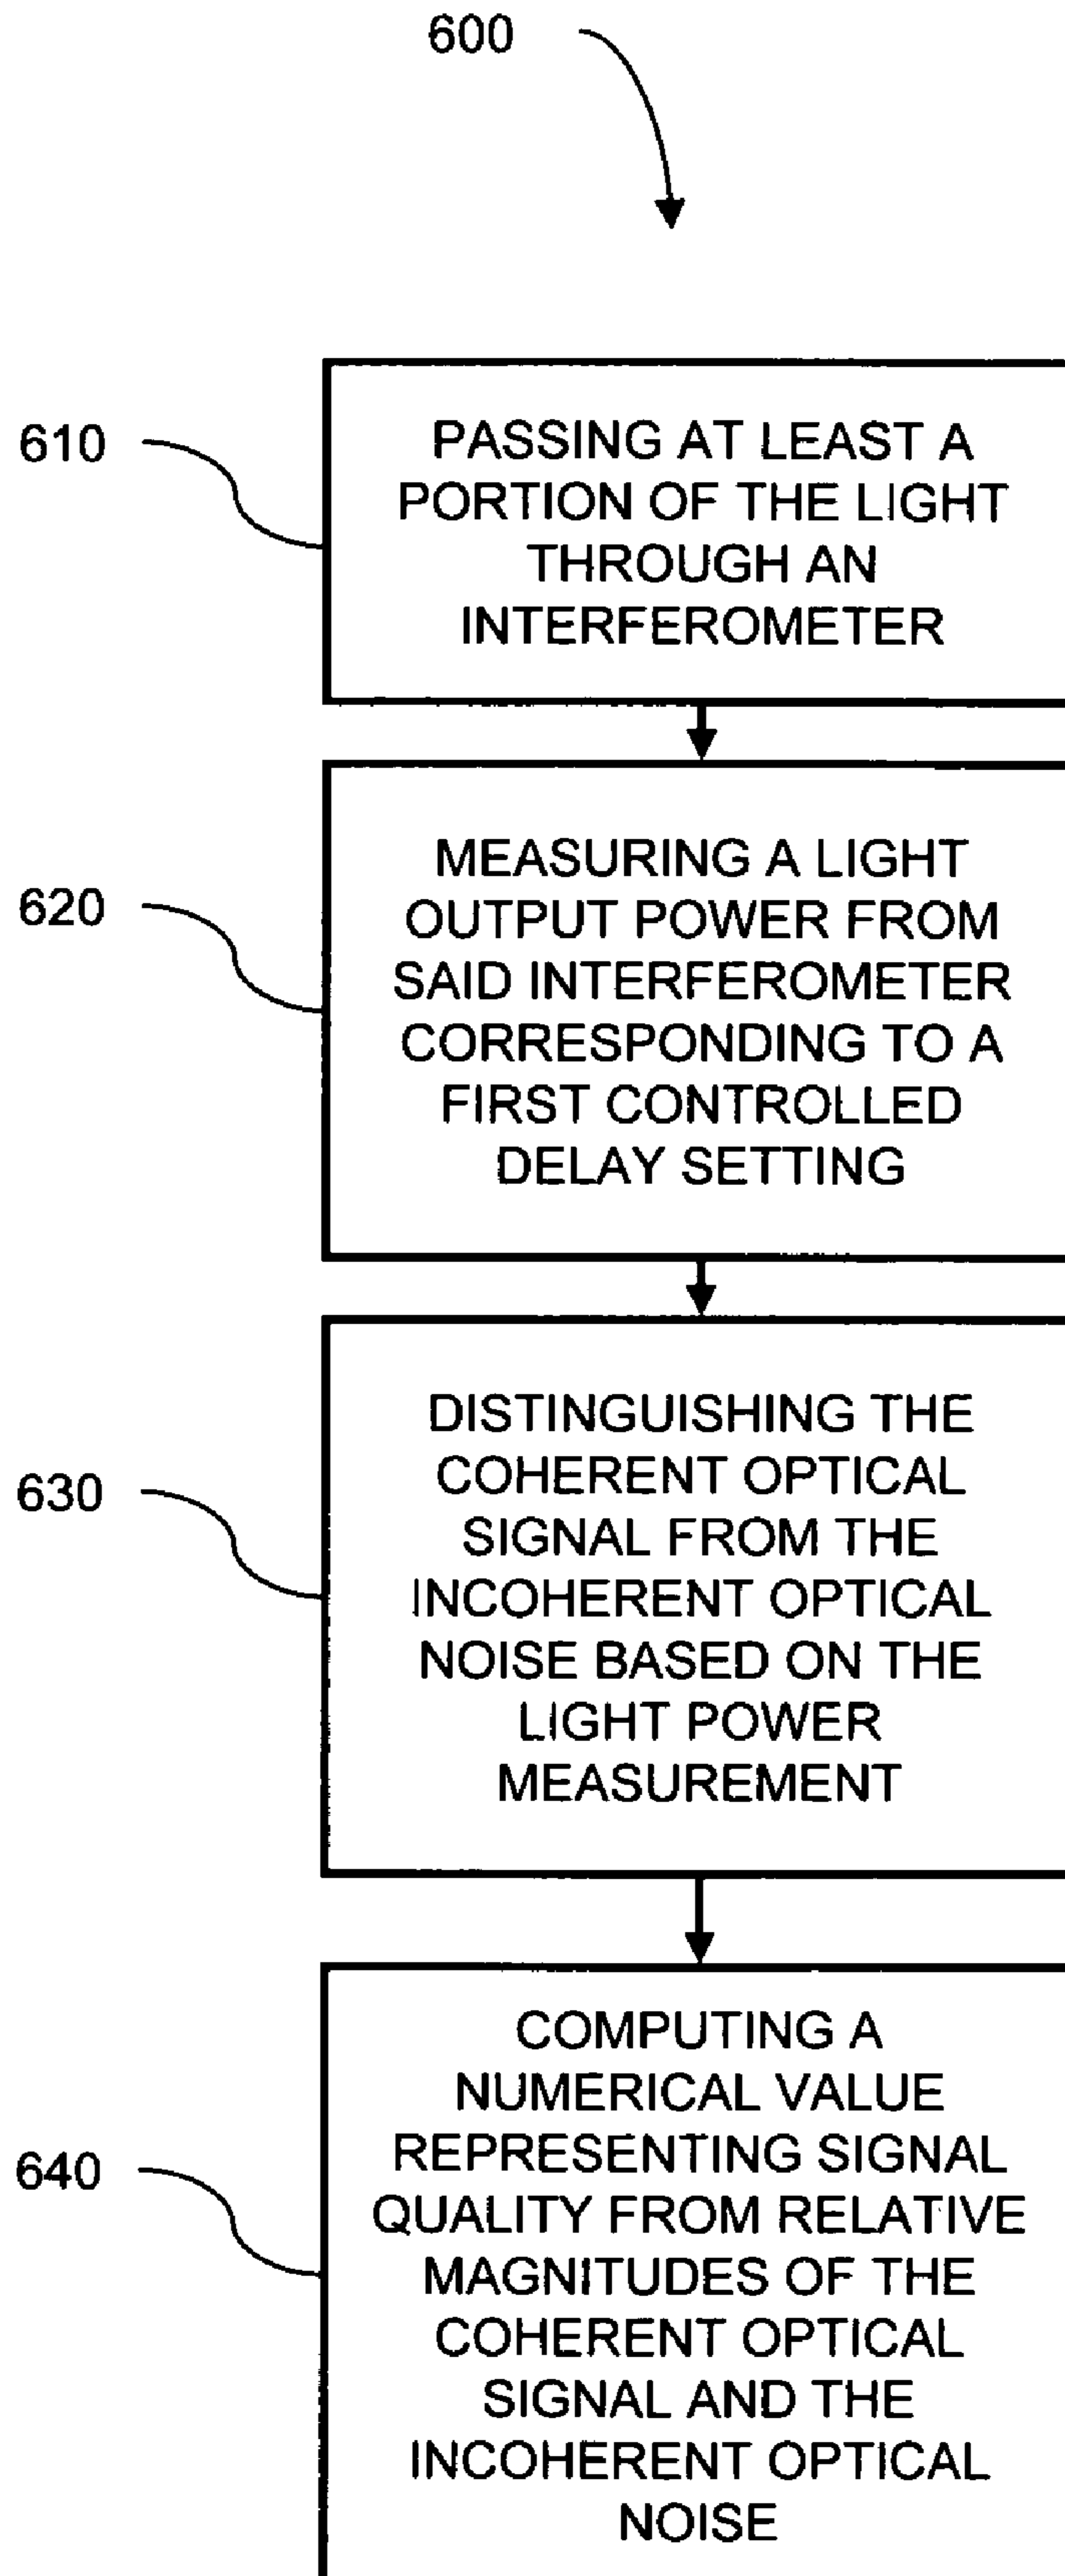 600
610
PASSING AT LEAST A
PORTION OF THE LIGHT
THROUGH AN
INTERFEROMETER
620
MEASURING A LIGHT
OUTPUT POWER FROM
SAID INTERFEROMETER
CORRESPONDING TO A
FIRST CONTROLLED
DELAY SETTING
630
DISTINGUISHING THE
COHERENT OPTICAL
SIGNAL FROM THE
INCOHERENT OPTICAL
NOISE BASED ON THE
LIGHT POWER
MEASUREMENT
640
COMPUTING A
NUMERICAL VALUE
REPRESENTING SIGNAL
QUALITY FROM RELATIVE
MAGNITUDES OF THE
COHERENT OPTICAL
SIGNAL AND THE
INCOHERENT OPTICAL
NOISE